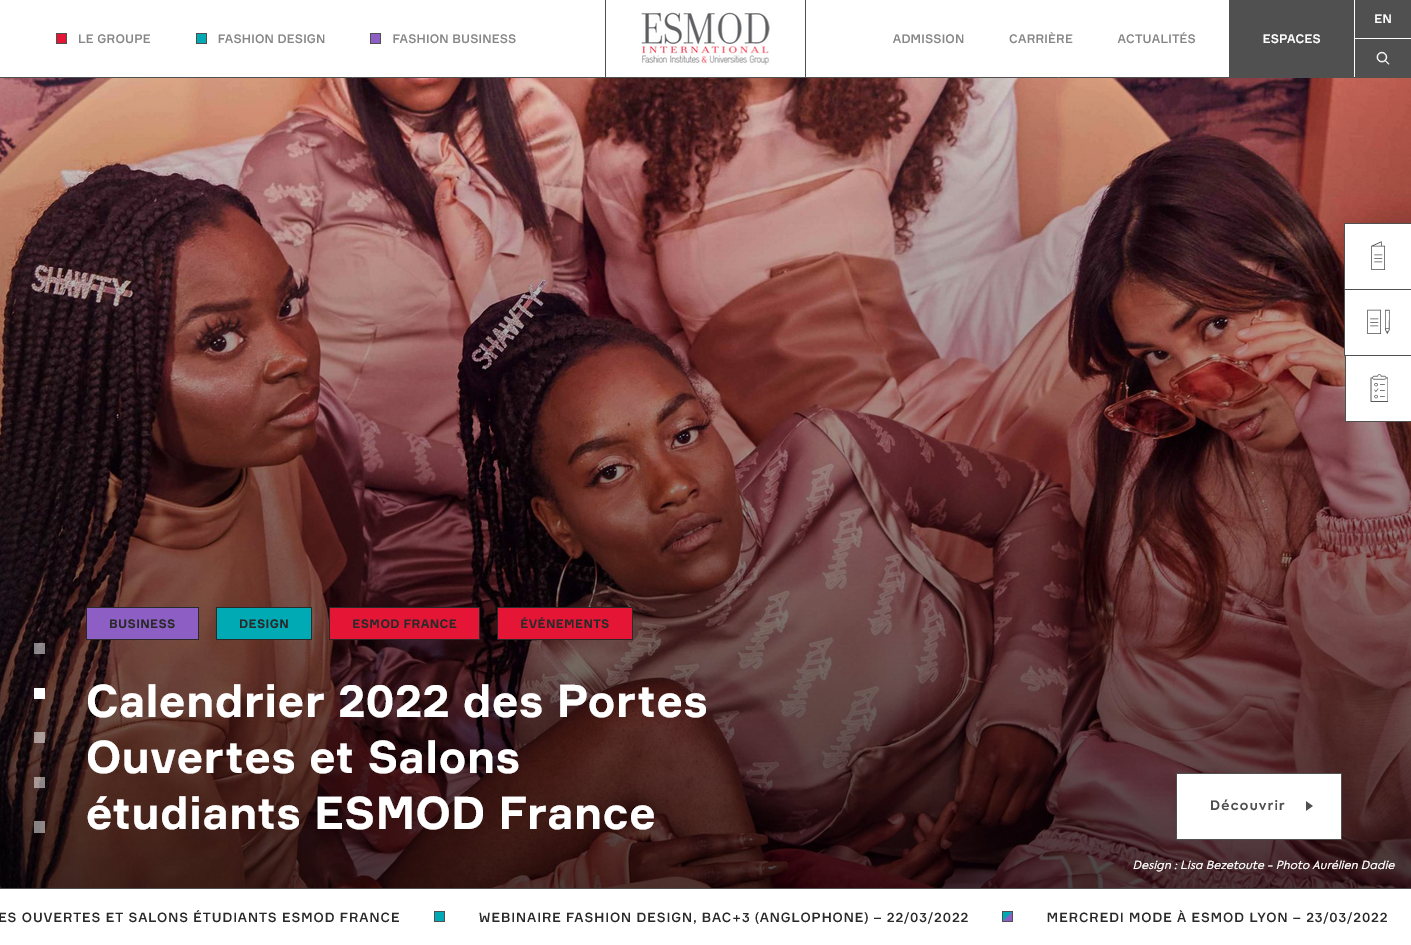 LE GROUPE
FASHION DESIGN
FASHION BUSINESS
ESMOD
INTERNATIONAL
Fashion Institutes & Universities Group
ADMISSION
CARRIÈRE
ACTUALITÉS
ESPACES
EN
SHAWTY
SHAWTY
BUSINESS
DESIGN
ESMOD FRANCE
ÉVÉNEMENTS
Calendrier 2022 des Portes
Ouvertes et Salons
étudiants ESMOD France
Découvrir
Design : Lisa Bezetoute - Photo Aurélien Dadie
ES OUVERTES ET SALONS ÉTUDIANTS ESMOD FRANCE
WEBINAIRE FASHION DESIGN, BAC+3 (ANGLOPHONE) – 22/03/2022
MERCREDI MODE À ESMOD LYON – 23/03/2022